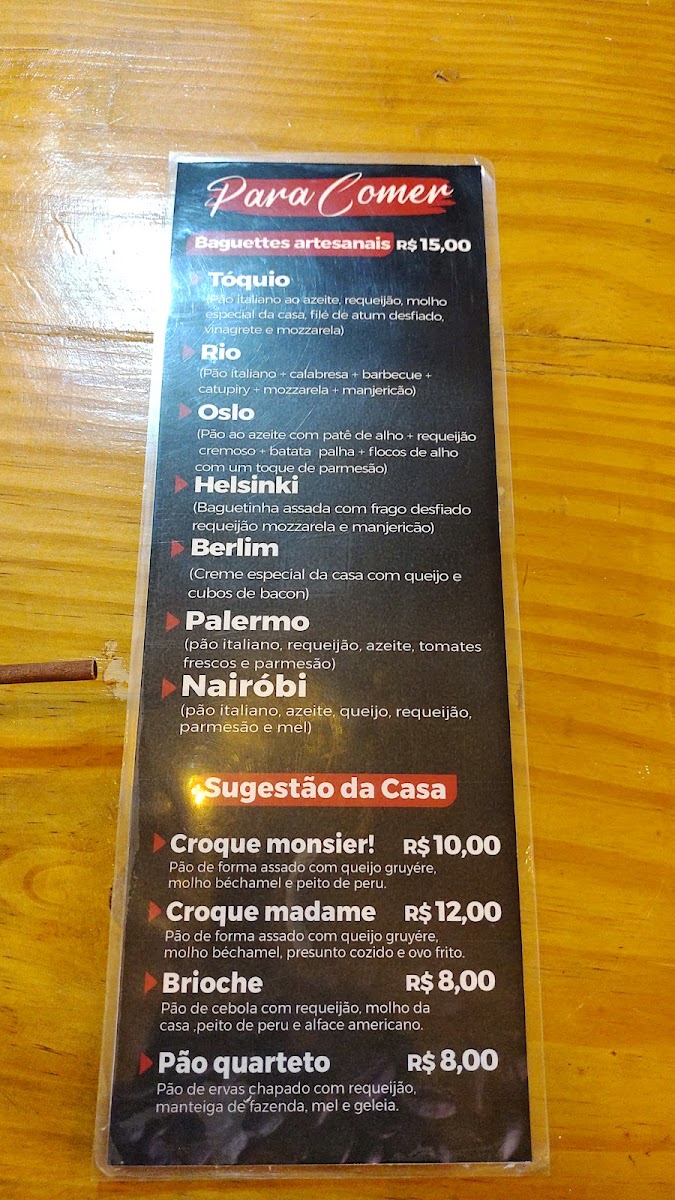 Para Comer
Baguettes artesanais R$ 15,00
Tóquio
(Pão italiano ao azeite, requeijão, molho
especial da casa, filé de atum desfiado,
vinagrete e mozzarela)
Rio
(Pão italiano + calabresa + barbecue +
catupiry + mozzarela + manjericão)
Oslo
(Pão ao azeite com patê de alho + requeijão
cremoso + batata palha + flocos de alho
com um toque de parmesão)
Helsinki
(Baguetinha assada com frago desfiado
requeijão mozzarela e manjericão)
Berlim
(Creme especial da casa com queijo e
cubos de bacon)
Palermo
(pão italiano, requeijão, azeite, tomates
frescos e parmesão)
Nairóbi
(pão italiano, azeite, queijo, requeijão,
parmesão e mel)
Sugestão da Casa
Croque monsier! R$ 10,00
Pão de forma assado com queijo gruyére,
molho béchamel e peito de peru.
Croque madame R$ 12,00
Pão de forma assado com queijo gruyére,
molho béchamel, presunto cozido e ovo frito.
Brioche R$ 8,00
Pão de cebola com requeijão, molho da
casa ,peito de peru e alface americano.
Pão quarteto R$ 8,00
Pão de ervas chapado com requeijão,
manteiga de fazenda, mel e geleia.